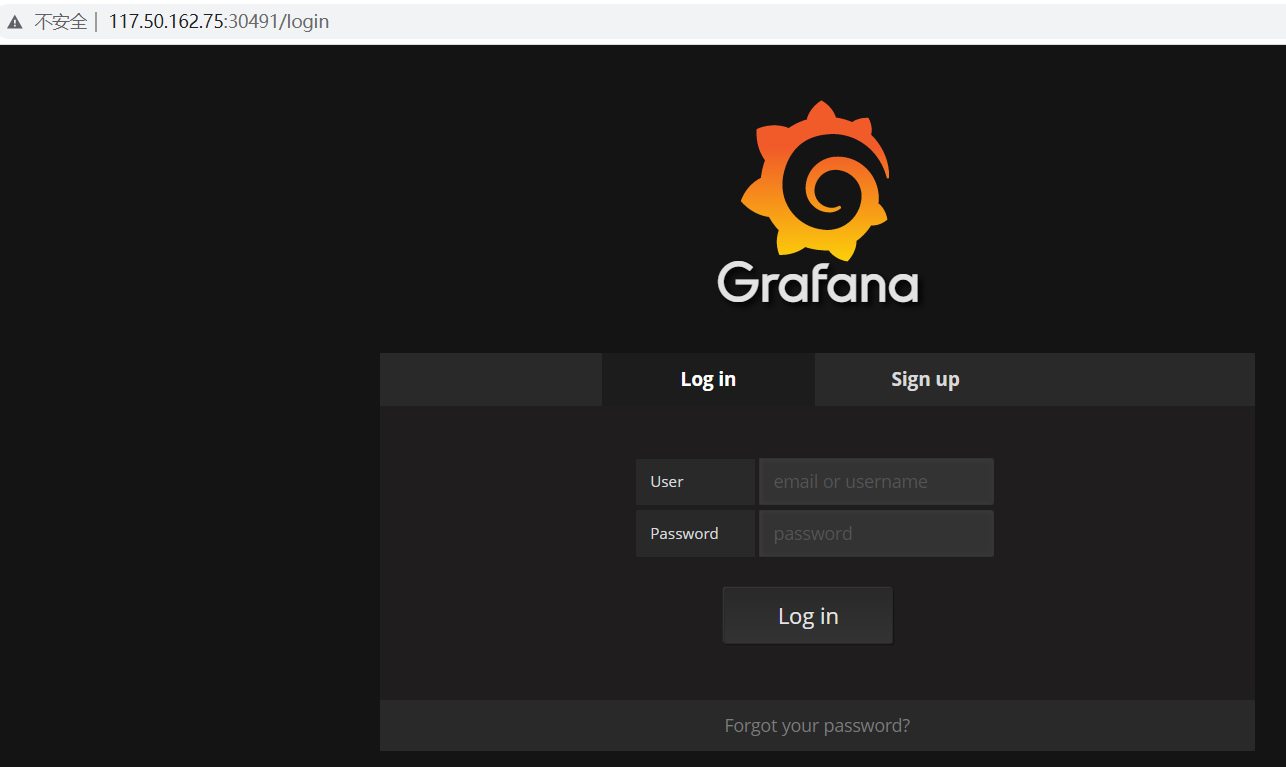 不安全 | 117.50.162.75:30491/login
Grafana
Log in Sign up
User email or username
Password password
Log in
Forgot your password?